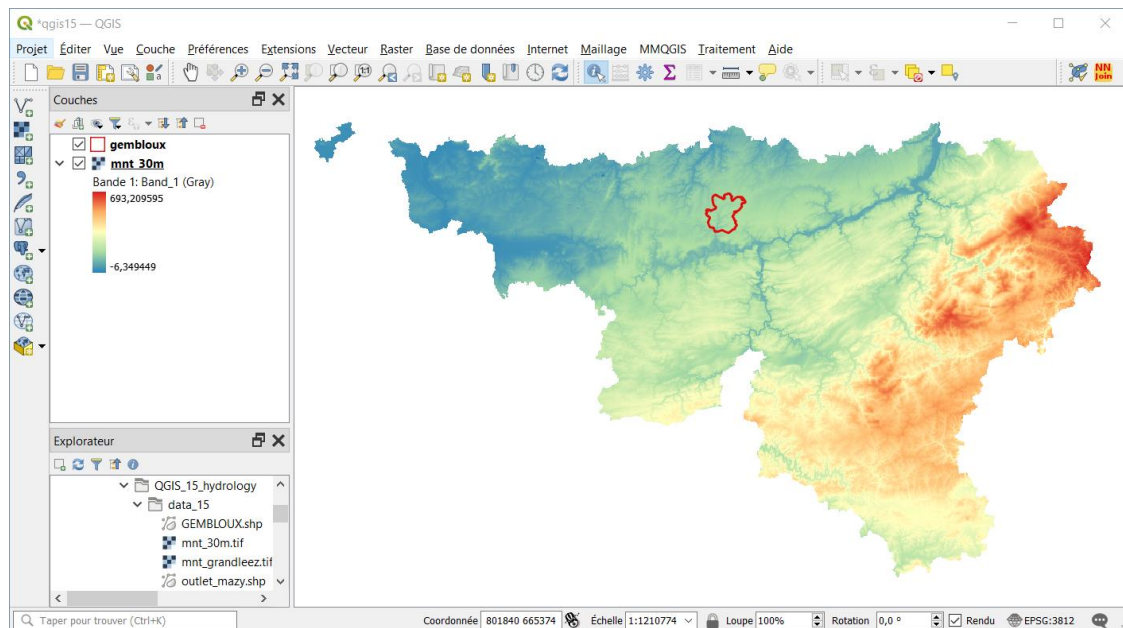 *qgis15 — QGIS
Projet Éditer Vue Couche Préférences Extensions Vecteur Raster Base de données Internet Maillage MMQGIS Traitement Aide
NN
Join
Couches
gembloux
mnt_30m
Bande 1: Band_1 (Gray)
693,209595
-6,349449
Explorateur
QGIS_15_hydrology
data_15
GEMBLOUX.shp
mnt_30m.tif
mnt_grandleez.tif
outlet_mazy.shp
Taper pour trouver (Ctrl+K) Coordonnée 801840 665374 Échelle 1:1210774 Loupe 100% Rotation 0,0 ° Rendu EPSG:3812